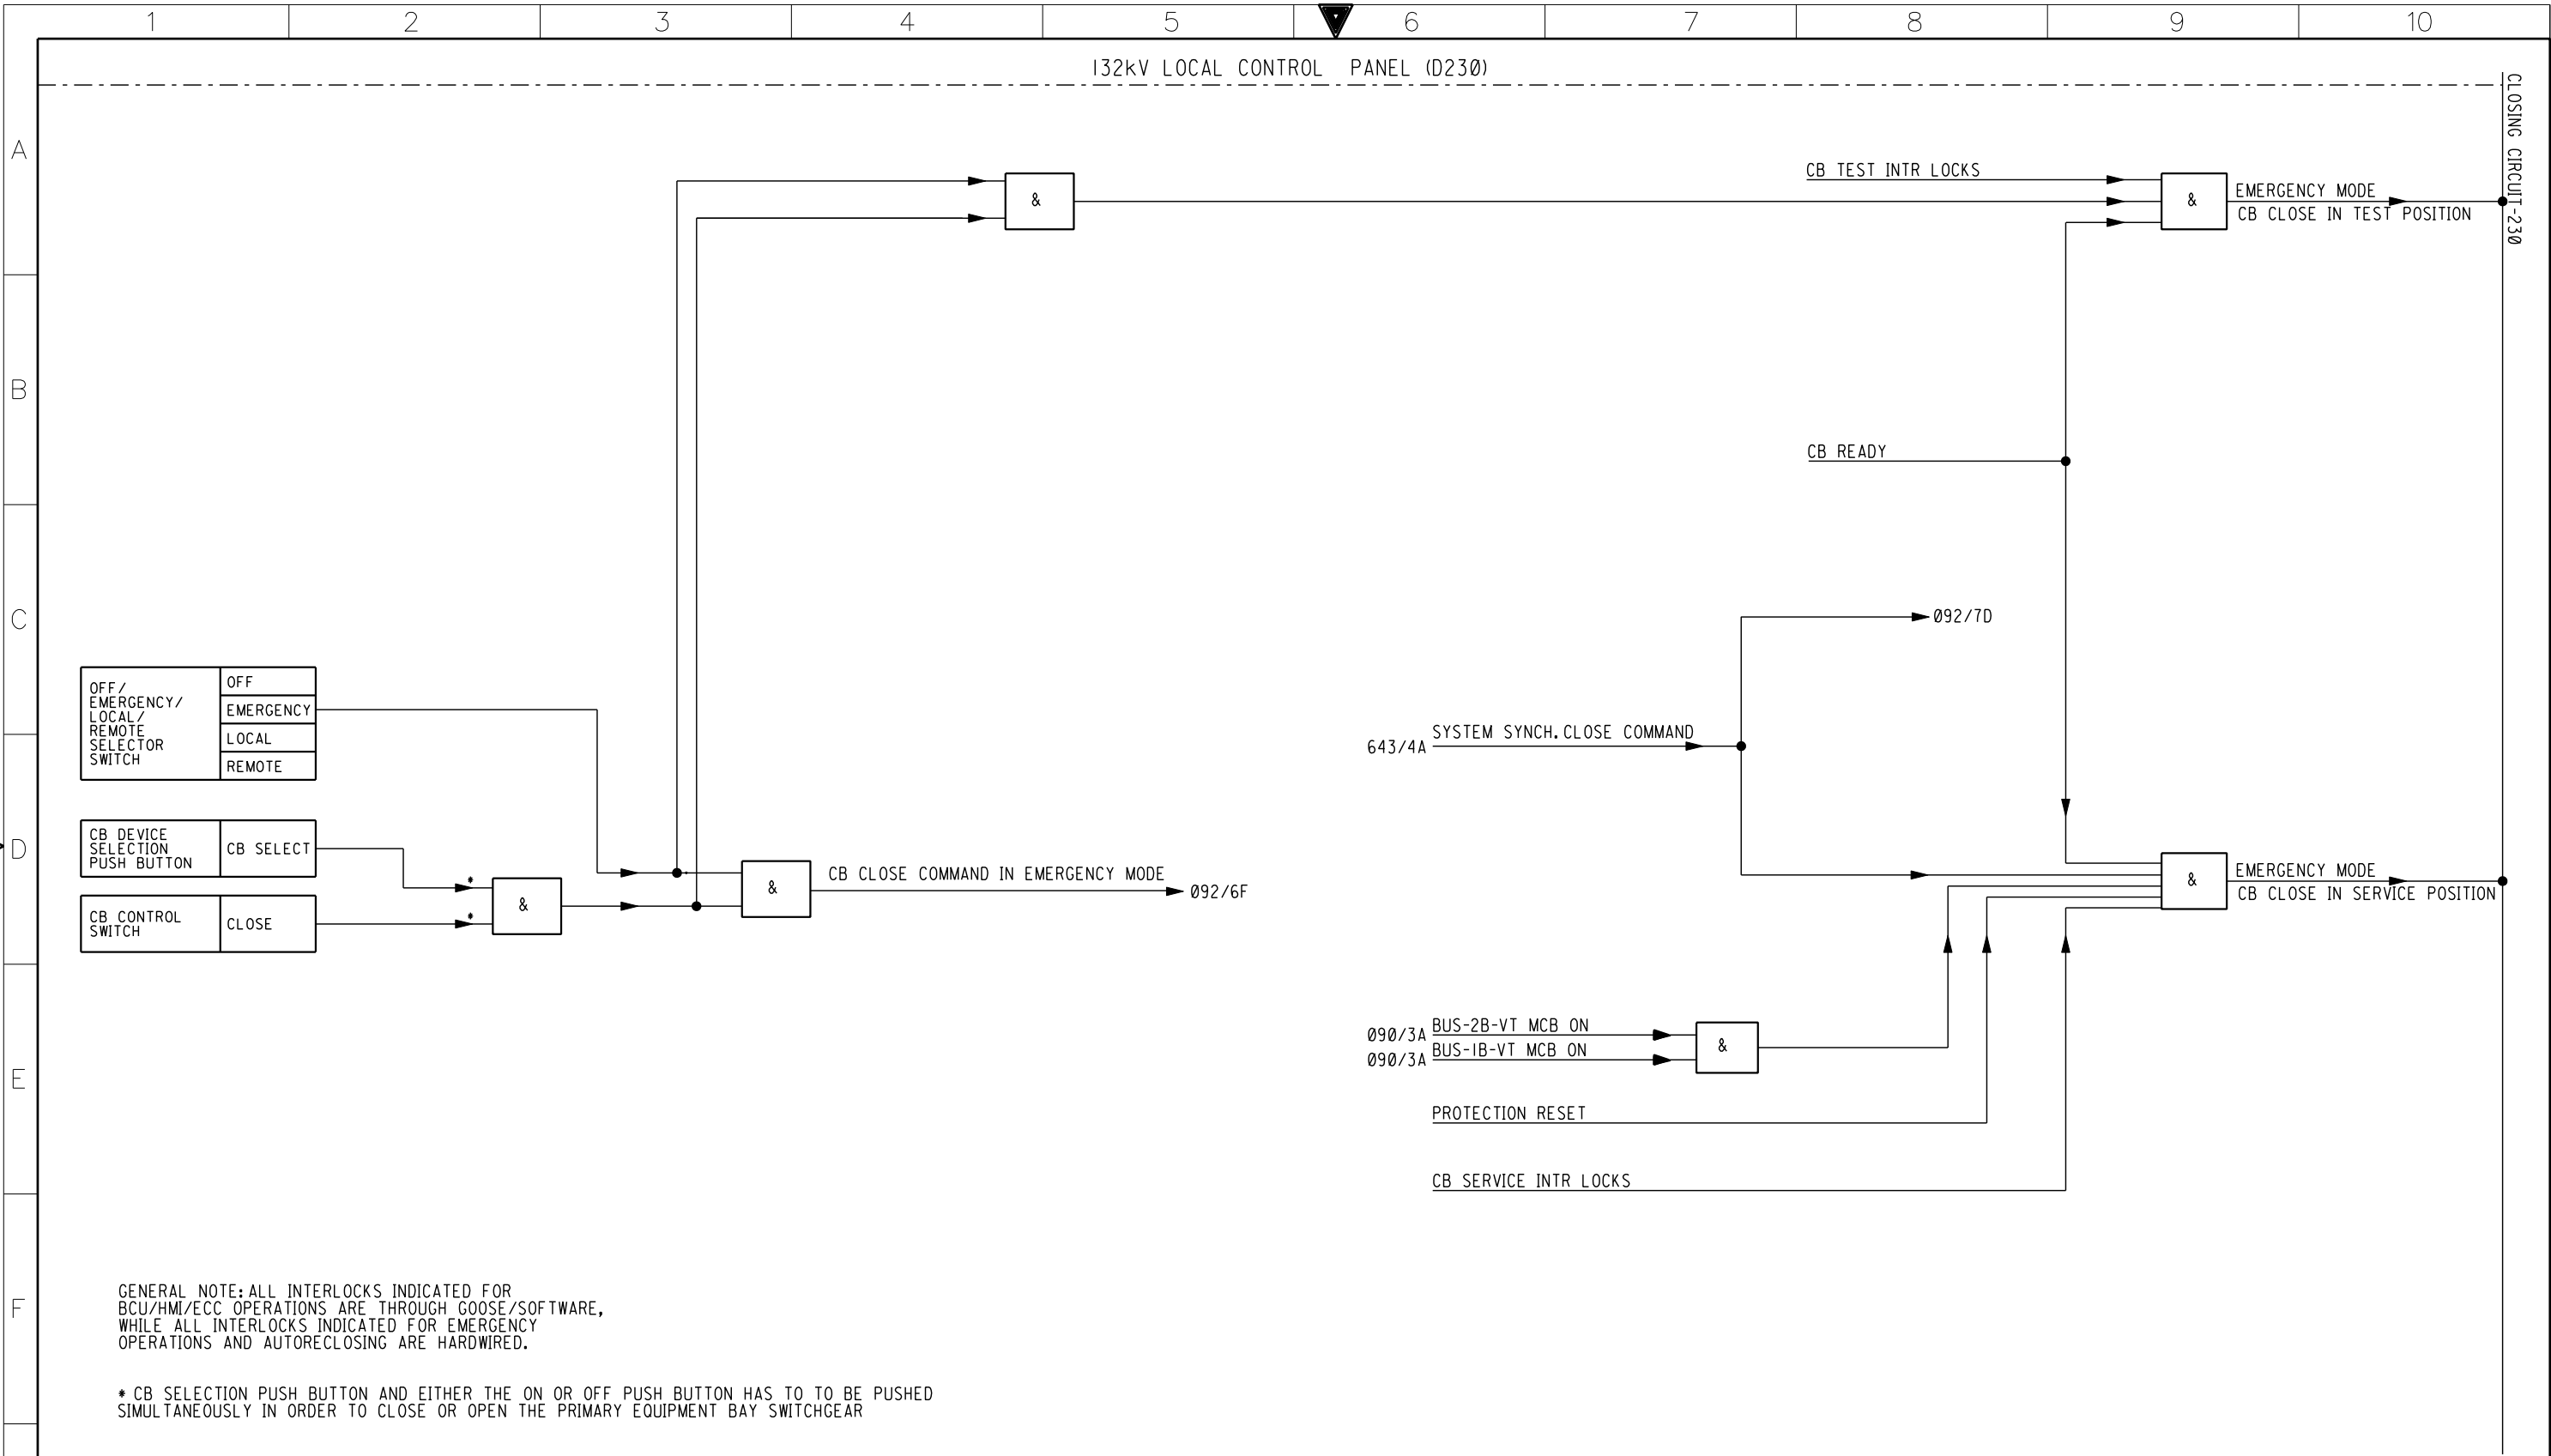 1 2 3 4 5 6 7 8 9 10
132kV LOCAL CONTROL PANEL (D230)
CLOSING CIRCUIT-230
A
CB TEST INTR LOCKS
&
&
EMERGENCY MODE
CB CLOSE IN TEST POSITION
B
CB READY
C
092/7D
OFF/
EMERGENCY/
LOCAL/
REMOTE
SELECTOR
SWITCH
OFF
EMERGENCY
LOCAL
REMOTE
643/4A SYSTEM SYNCH.CLOSE COMMAND
D
CB DEVICE
SELECTION
PUSH BUTTON
CB SELECT
*
CB CONTROL
SWITCH
CLOSE
*
&
&
CB CLOSE COMMAND IN EMERGENCY MODE
092/6F
&
EMERGENCY MODE
CB CLOSE IN SERVICE POSITION
E
090/3A BUS-2B-VT MCB ON
090/3A BUS-1B-VT MCB ON
&
PROTECTION RESET
CB SERVICE INTR LOCKS
F
GENERAL NOTE:ALL INTERLOCKS INDICATED FOR
BCU/HMI/ECC OPERATIONS ARE THROUGH GOOSE/SOFTWARE,
WHILE ALL INTERLOCKS INDICATED FOR EMERGENCY
OPERATIONS AND AUTORECLOSING ARE HARDWIRED.
* CB SELECTION PUSH BUTTON AND EITHER THE ON OR OFF PUSH BUTTON HAS TO TO BE PUSHED
SIMULTANEOUSLY IN ORDER TO CLOSE OR OPEN THE PRIMARY EQUIPMENT BAY SWITCHGEAR